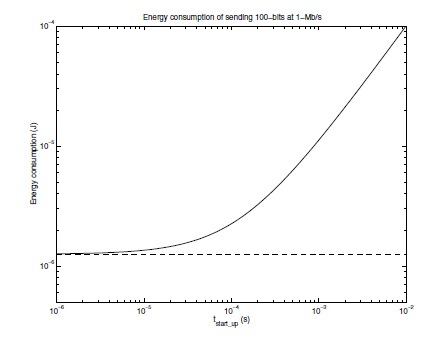 Energy consumption of sending 100−bits at 1−Mb/s
10−4
10−5
10−6
Energy consumption (J)
10−6 10−5 10−4 10−3 10−2
tstart_up (s)